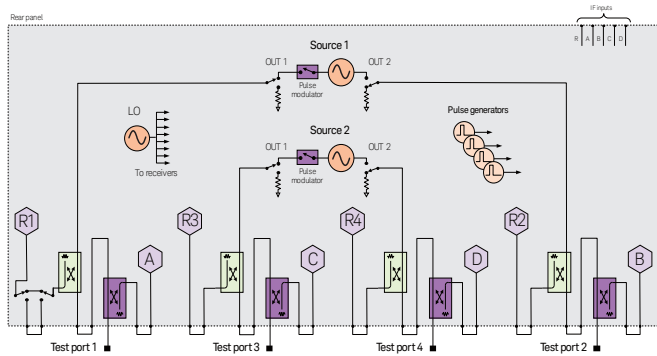 IF inputs
Rear panel
R A B C D
Source 1
OUT 1
OUT 2
Pulse
modulator
LO
To receivers
Source 2
OUT 1
OUT 2
Pulse
modulator
Pulse generators
R1
R3
R4
R2
A
C
D
B
Test port 1
Test port 3
Test port 4
Test port 2